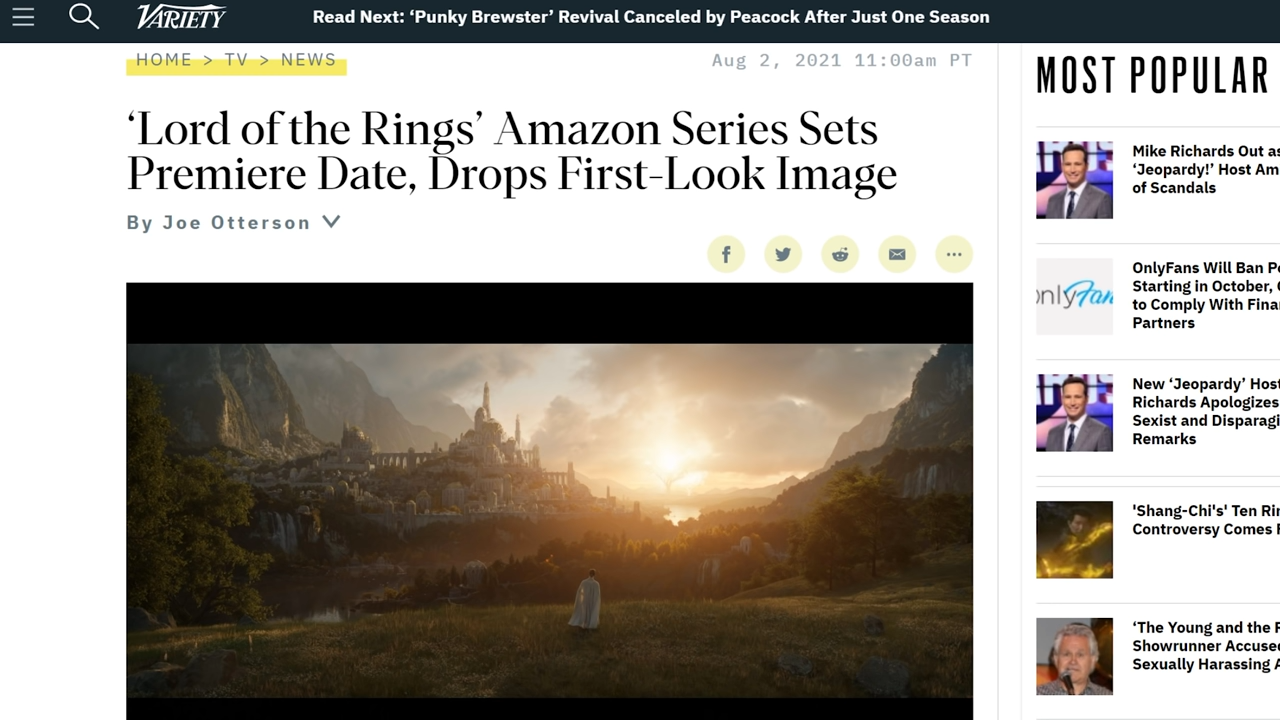 VARIETY
Read Next: ‘Punky Brewster’ Revival Canceled by Peacock After Just One Season
HOME > TV > NEWS
Aug 2, 2021 11:00am PT
‘Lord of the Rings’ Amazon Series Sets
Premiere Date, Drops First-Look Image
By Joe Otterson
MOST POPULAR
Mike Richards Out as
‘Jeopardy!’ Host Am
of Scandals
OnlyFans Will Ban P
Starting in October,
to Comply With Fina
Partners
New ‘Jeopardy’ Host
Richards Apologizes
Sexist and Disparagi
Remarks
'Shang-Chi's' Ten Ri
Controversy Comes
‘The Young and the
Showrunner Accuse
Sexually Harassing
nlyFan